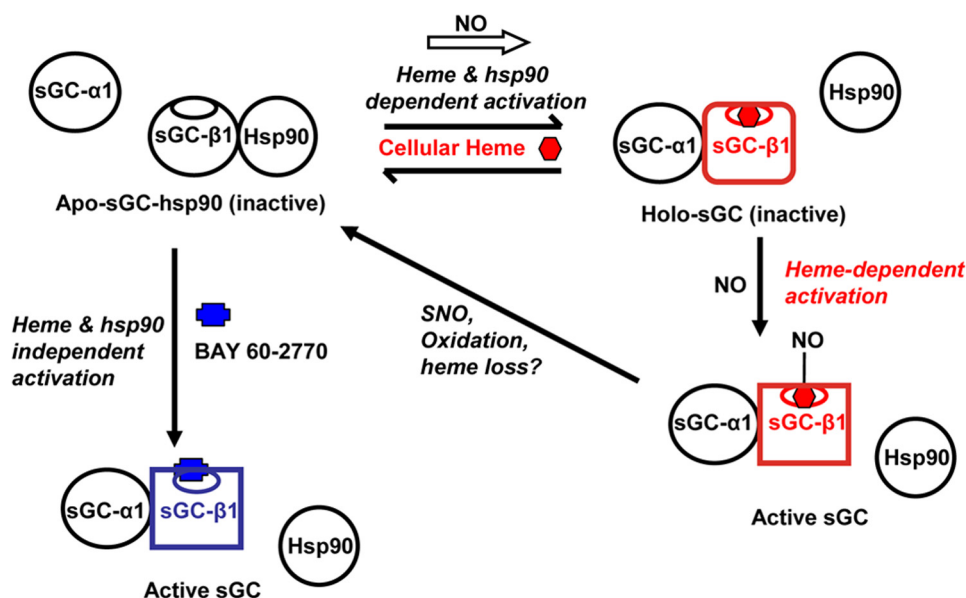 NO
Heme & hsp90
dependent activation
Cellular Heme
sGC-α1
sGC-β1
Hsp90
Apo-sGC-hsp90 (inactive)
Hsp90
sGC-α1
sGC-β1
Holo-sGC (inactive)
NO
Heme-dependent
activation
NO
sGC-α1
sGC-β1
Hsp90
Active sGC
SNO,
Oxidation,
heme loss?
Heme & hsp90
independent
activation
BAY 60-2770
sGC-α1
sGC-β1
Hsp90
Active sGC